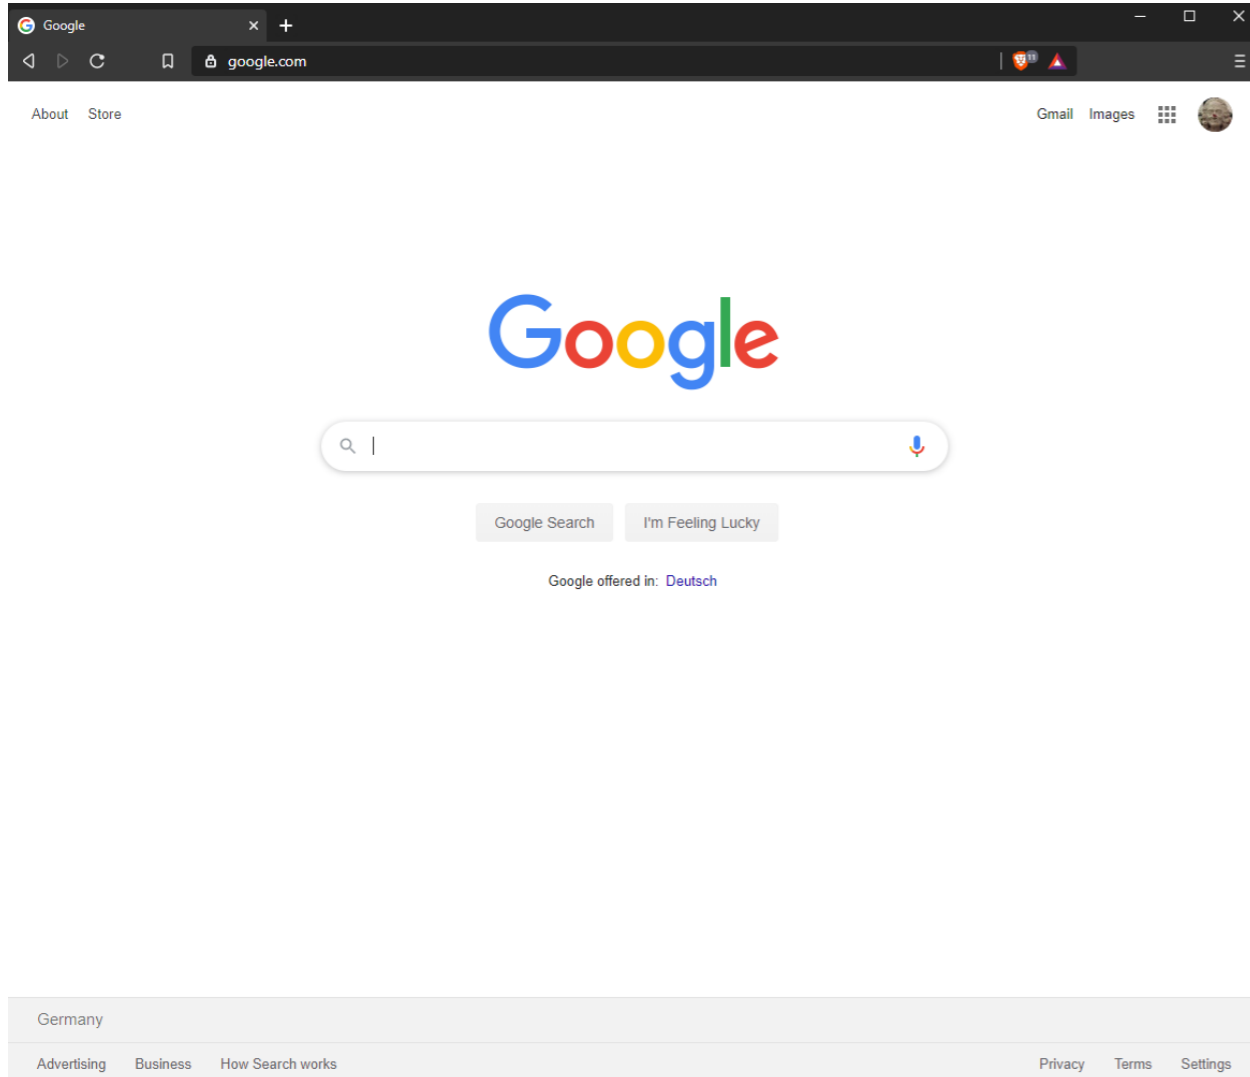 Google
google.com
11
About Store Gmail Images
Google
Google Search I'm Feeling Lucky
Google offered in: Deutsch
Germany
Advertising Business How Search works Privacy Terms Settings